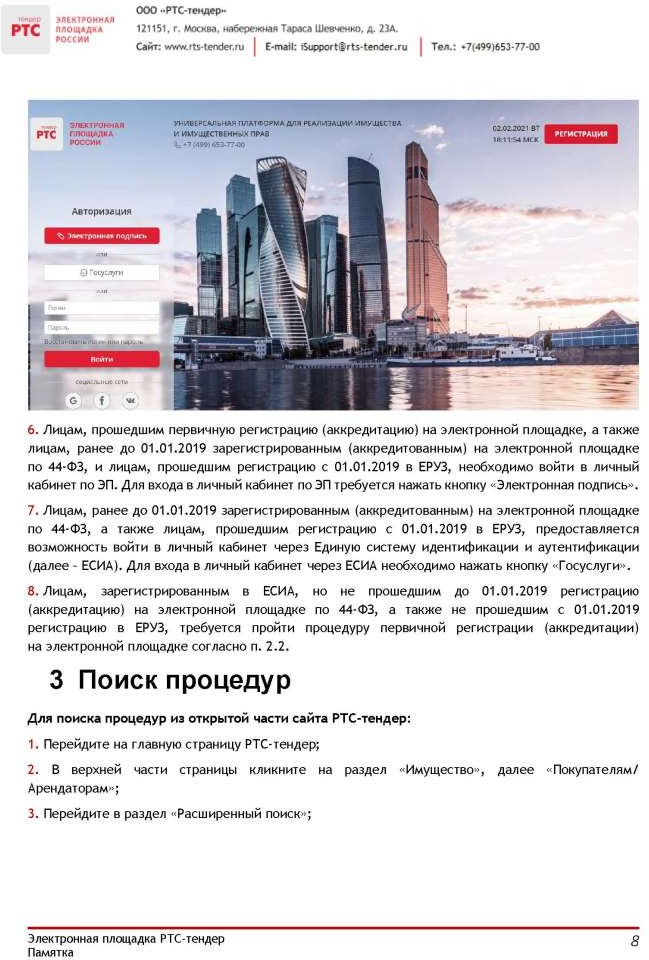 тендер
РТС
ЭЛЕКТРОННАЯ
ПЛОЩАДКА
РОССИИ
ООО «РТС-тендер»
121151, г. Москва, набережная Тараса Шевченко, д. 23А.
Сайт: www.rts-tender.ru | E-mail: iSupport@rts-tender.ru | Тел.: +7(499)653-77-00
тендер
РТС
ЭЛЕКТРОННАЯ
ПЛОЩАДКА
РОССИИ
УНИВЕРСАЛЬНАЯ ПЛАТФОРМА ДЛЯ РЕАЛИЗАЦИИ ИМУЩЕСТВА
И ИМУЩЕСТВЕННЫХ ПРАВ
+7 (499) 653-77-00
02.02.2021 ВТ
16:11:54 МСК
РЕГИСТРАЦИЯ
Авторизация
Электронная подпись
или
Госуслуги
или
Логин
Пароль
Восстановить логин или пароль
Войти
социальные сети
6. Лицам, прошедшим первичную регистрацию (аккредитацию) на электронной площадке, а также
лицам, ранее до 01.01.2019 зарегистрированным (аккредитованным) на электронной площадке
по 44-ФЗ, и лицам, прошедшим регистрацию с 01.01.2019 в ЕРУЗ, необходимо войти в личный
кабинет по ЭП. Для входа в личный кабинет по ЭП требуется нажать кнопку «Электронная подпись».
7. Лицам, ранее до 01.01.2019 зарегистрированным (аккредитованным) на электронной площадке
по 44-ФЗ, а также лицам, прошедшим регистрацию с 01.01.2019 в ЕРУЗ, предоставляется
возможность войти в личный кабинет через Единую систему идентификации и аутентификации
(далее – ЕСИА). Для входа в личный кабинет через ЕСИА необходимо нажать кнопку «Госуслуги».
8. Лицам, зарегистрированным в ЕСИА, но не прошедшим до 01.01.2019 регистрацию
(аккредитацию) на электронной площадке по 44-ФЗ, а также не прошедшим с 01.01.2019
регистрацию в ЕРУЗ, требуется пройти процедуру первичной регистрации (аккредитации)
на электронной площадке согласно п. 2.2.
3 Поиск процедур
Для поиска процедур из открытой части сайта РТС-тендер:
1. Перейдите на главную страницу РТС-тендер;
2. В верхней части страницы кликните на раздел «Имущество», далее «Покупателям/
Арендаторам»;
3. Перейдите в раздел «Расширенный поиск»;
Электронная площадка РТС-тендер
Памятка
8